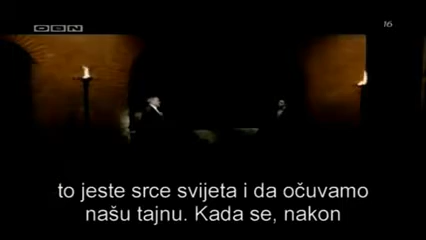 OBN
16
to jeste srce svijeta i da očuvamo
našu tajnu. Kada se, nakon